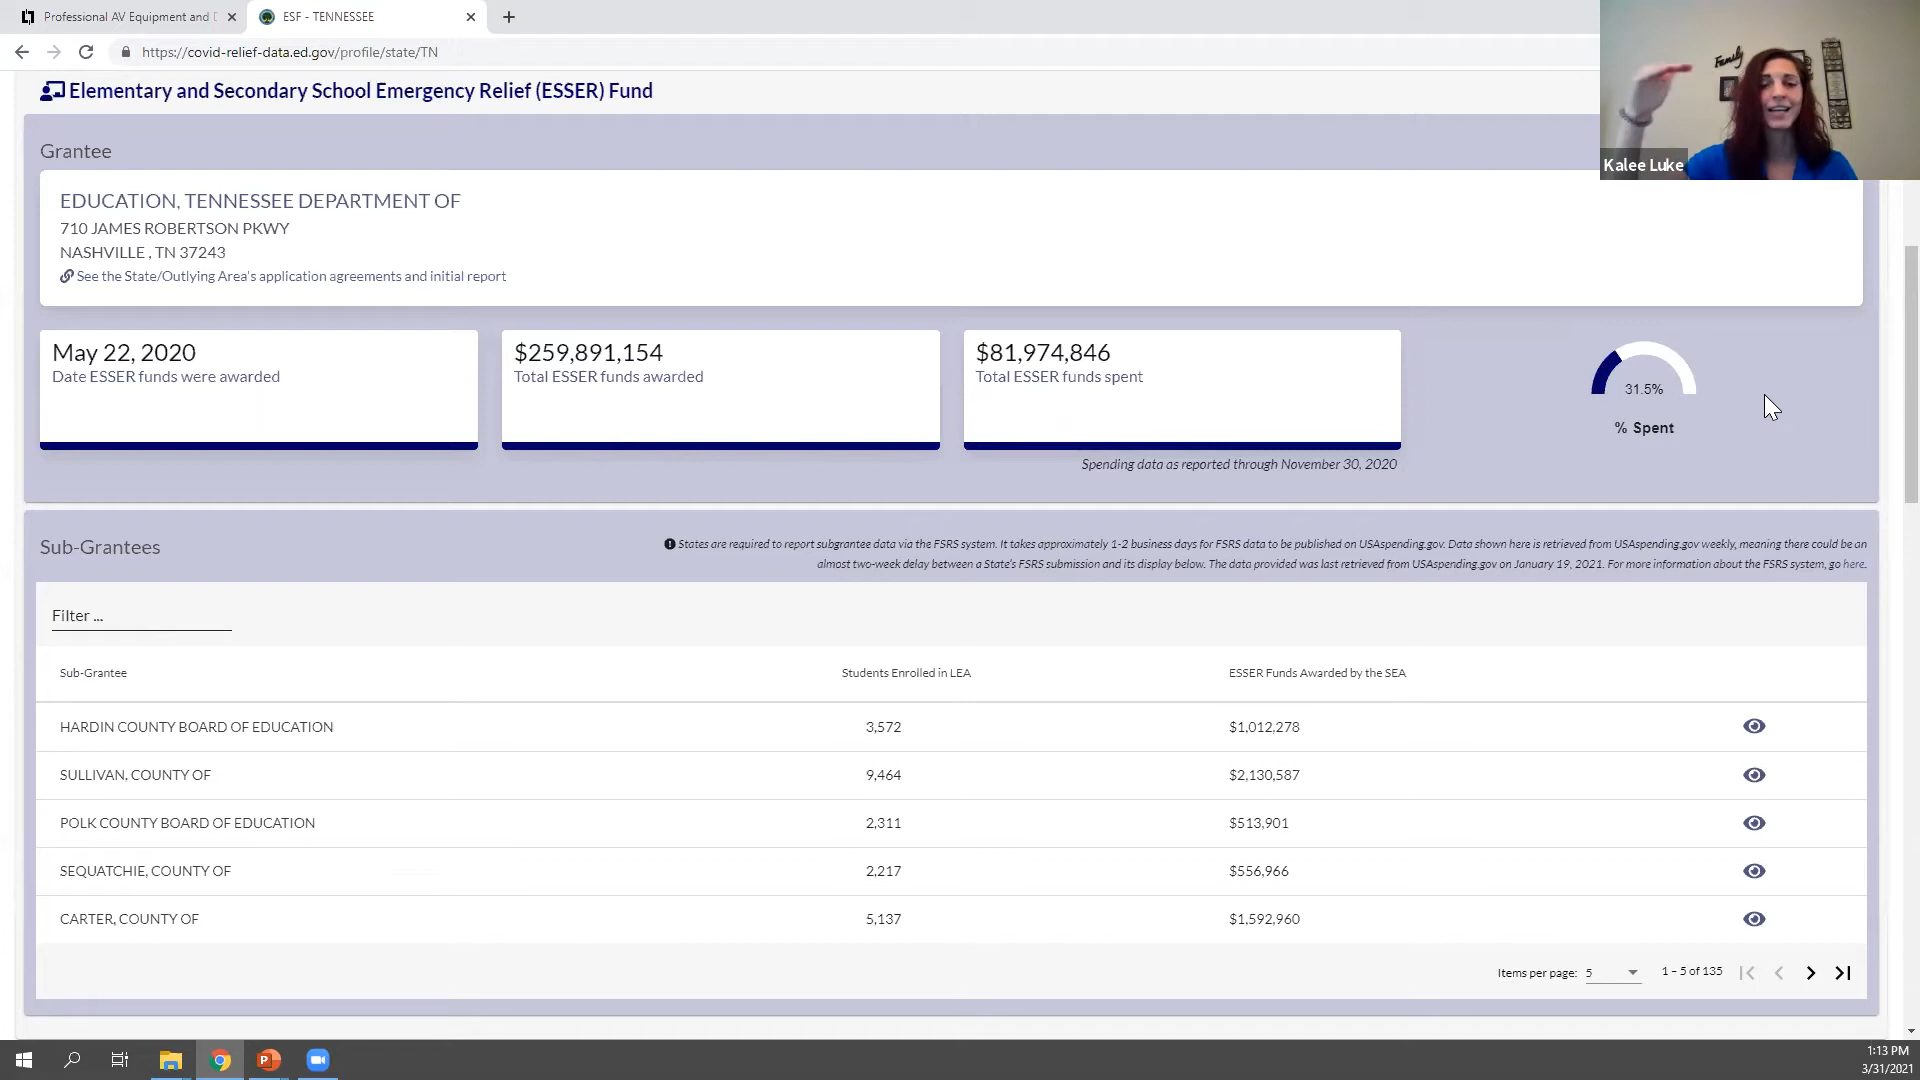 Professional AV Equipment and
ESF - TENNESSEE
https://covid-relief-data.ed.gov/profile/state/TN
Family
Kalee Luke
Elementary and Secondary School Emergency Relief (ESSER) Fund
Grantee
EDUCATION, TENNESSEE DEPARTMENT OF
710 JAMES ROBERTSON PKWY
NASHVILLE , TN 37243
See the State/Outlying Area's application agreements and initial report
May 22, 2020
Date ESSER funds were awarded
$259,891,154
Total ESSER funds awarded
$81,974,846
Total ESSER funds spent
31.5%
% Spent
Spending data as reported through November 30, 2020
Sub-Grantees
States are required to report subgrantee data via the FSRS system. It takes approximately 1-2 business days for FSRS data to be published on USAspending.gov. Data shown here is retrieved from USAspending.gov weekly, meaning there could be an
almost two-week delay between a State's FSRS submission and its display below. The data provided was last retrieved from USAspending.gov on January 19, 2021. For more information about the FSRS system, go here.
Filter ...
Sub-Grantee Students Enrolled in LEA ESSER Funds Awarded by the SEA
HARDIN COUNTY BOARD OF EDUCATION 3,572 $1,012,278
SULLIVAN, COUNTY OF 9,464 $2,130,587
POLK COUNTY BOARD OF EDUCATION 2,311 $513,901
SEQUATCHIE, COUNTY OF 2,217 $556,966
CARTER, COUNTY OF 5,137 $1,592,960
Items per page: 5 1 – 5 of 135
1:13 PM
3/31/2021